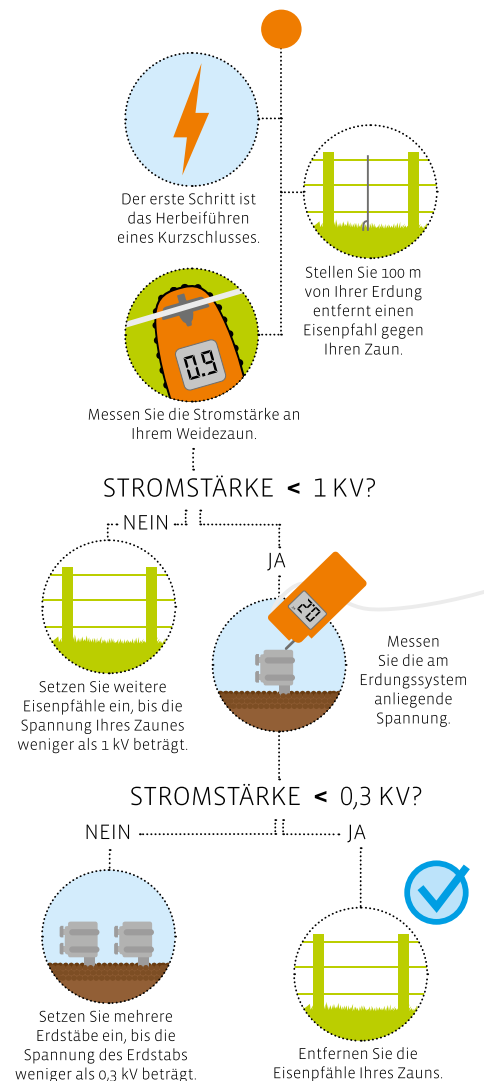 Der erste Schritt ist
das Herbeiführen
eines Kurzschlusses.
Stellen Sie 100 m
von Ihrer Erdung
entfernt einen
Eisenpfahl gegen
Ihren Zaun.
0.9
Messen Sie die Stromstärke an
Ihrem Weidezaun.
STROMSTÄRKE < 1 KV?
NEIN
JA
20
Setzen Sie weitere
Eisenpfähle ein, bis die
Spannung Ihres Zaunes
weniger als 1 kV beträgt.
Messen
Sie die am
Erdungssystem
anliegende
Spannung.
STROMSTÄRKE < 0,3 KV?
NEIN
JA
Setzen Sie mehrere
Erdstäbe ein, bis die
Spannung des Erdstabs
weniger als 0,3 kV beträgt.
Entfernen Sie die
Eisenpfähle Ihres Zauns.